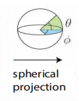 θ
ϕ
spherical
projection